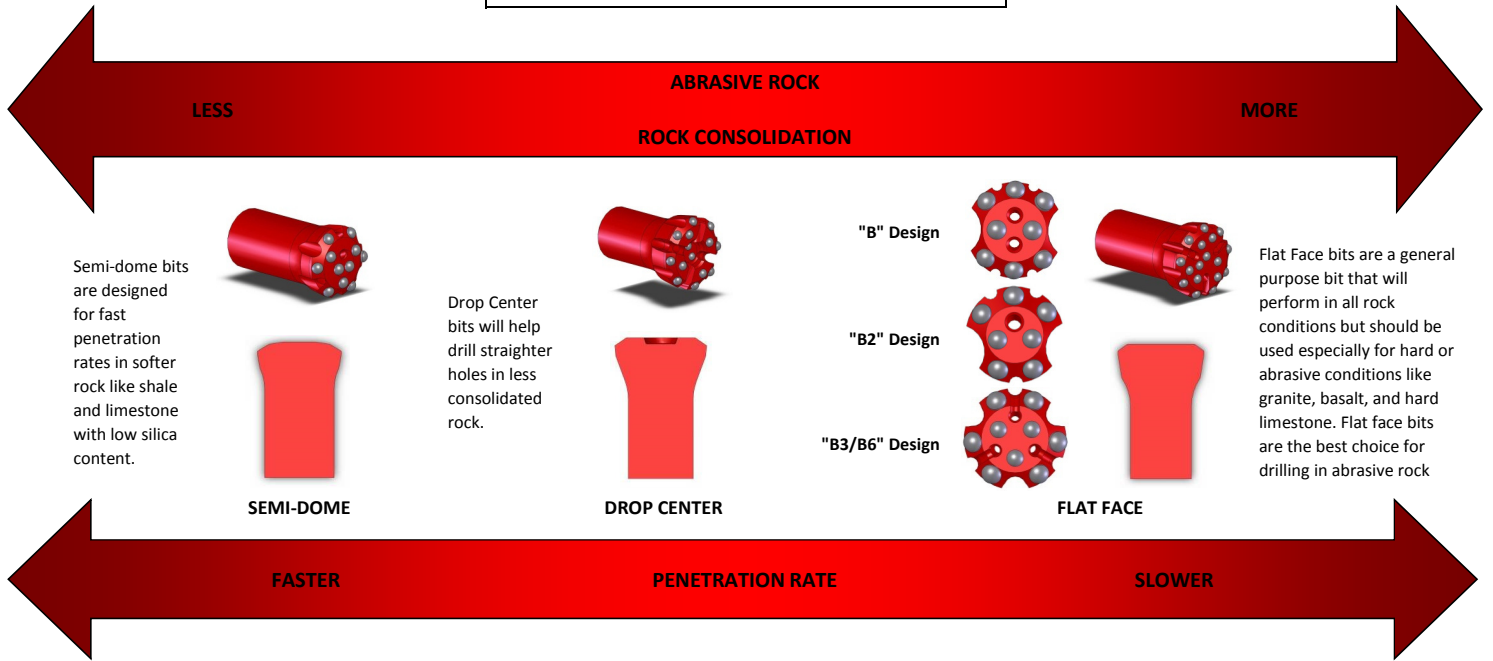 ABRASIVE ROCK
LESS
MORE
ROCK CONSOLIDATION
Semi-dome bits
are designed
for fast
penetration
rates in softer
rock like shale
and limestone
with low silica
content.
SEMI-DOME
Drop Center
bits will help
drill straighter
holes in less
consolidated
rock.
DROP CENTER
"B" Design
"B2" Design
"B3/B6" Design
FLAT FACE
Flat Face bits are a general
purpose bit that will
perform in all rock
conditions but should be
used especially for hard or
abrasive conditions like
granite, basalt, and hard
limestone. Flat face bits
are the best choice for
drilling in abrasive rock
FASTER
PENETRATION RATE
SLOWER